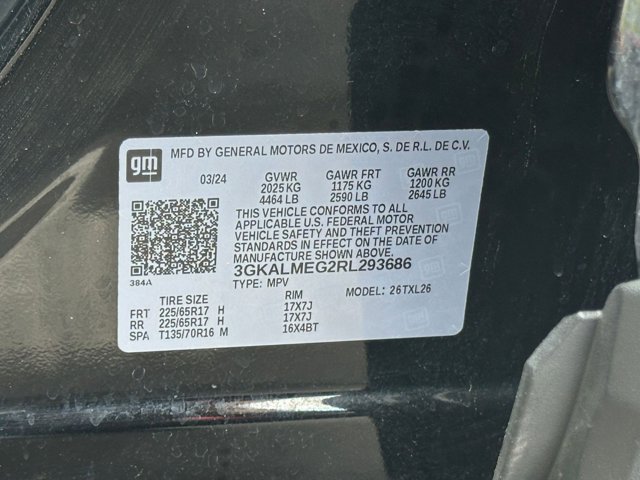 gm MFD BY GENERAL MOTORS DE MEXICO, S. DE R.L. DE C.V.
03/24 GVWR GAWR FRT GAWR RR
2025 KG 1175 KG 1200 KG
4464 LB 2590 LB 2645 LB
THIS VEHICLE CONFORMS TO ALL
APPLICABLE U.S. FEDERAL MOTOR
VEHICLE SAFETY AND THEFT
PREVENTION STANDARDS IN EFFECT
ON THE DATE OF
MANUFACTURE SHOWN ABOVE.
3GKALMEG2RL293686
384A TYPE: MPV MODEL: 26TXL26
TIRE SIZE RIM
FRT 225/65R17 H 17X7J
RR 225/65R17 H 17X7J
SPA T135/70R16 M 16X4BT